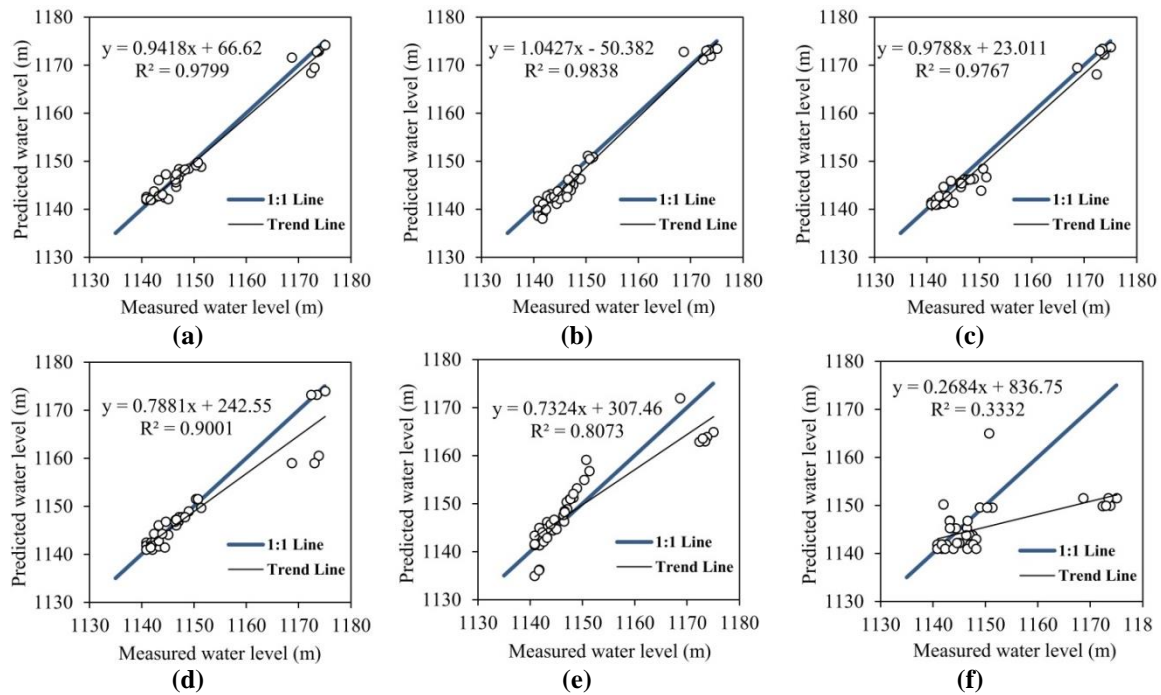 1180
1170
1160
1150
1140
1130
Predicted water level (m)
y = 0.9418x + 66.62
R² = 0.9799
1:1 Line
Trend Line
1130 1140 1150 1160 1170 1180
Measured water level (m)
(a)
1180
1170
1160
1150
1140
1130
Predicted water level (m)
y = 1.0427x - 50.382
R² = 0.9838
1:1 Line
Trend Line
1130 1140 1150 1160 1170 1180
Measured water level (m)
(b)
1180
1170
1160
1150
1140
1130
Predicted water level (m)
y = 0.9788x + 23.011
R² = 0.9767
1:1 Line
Trend Line
1130 1140 1150 1160 1170 1180
Measured water level (m)
(c)
1180
1170
1160
1150
1140
1130
Predicted water level (m)
y = 0.7881x + 242.55
R² = 0.9001
1:1 Line
Trend Line
1130 1140 1150 1160 1170 1180
Measured water level (m)
(d)
1180
1170
1160
1150
1140
1130
Predicted water level (m)
y = 0.7324x + 307.46
R² = 0.8073
1:1 Line
Trend Line
1130 1140 1150 1160 1170 1180
Measured water level (m)
(e)
1180
1170
1160
1150
1140
1130
Predicted water level (m)
y = 0.2684x + 836.75
R² = 0.3332
1:1 Line
Trend Line
1130 1140 1150 1160 1170 118
Measured water level (m)
(f)